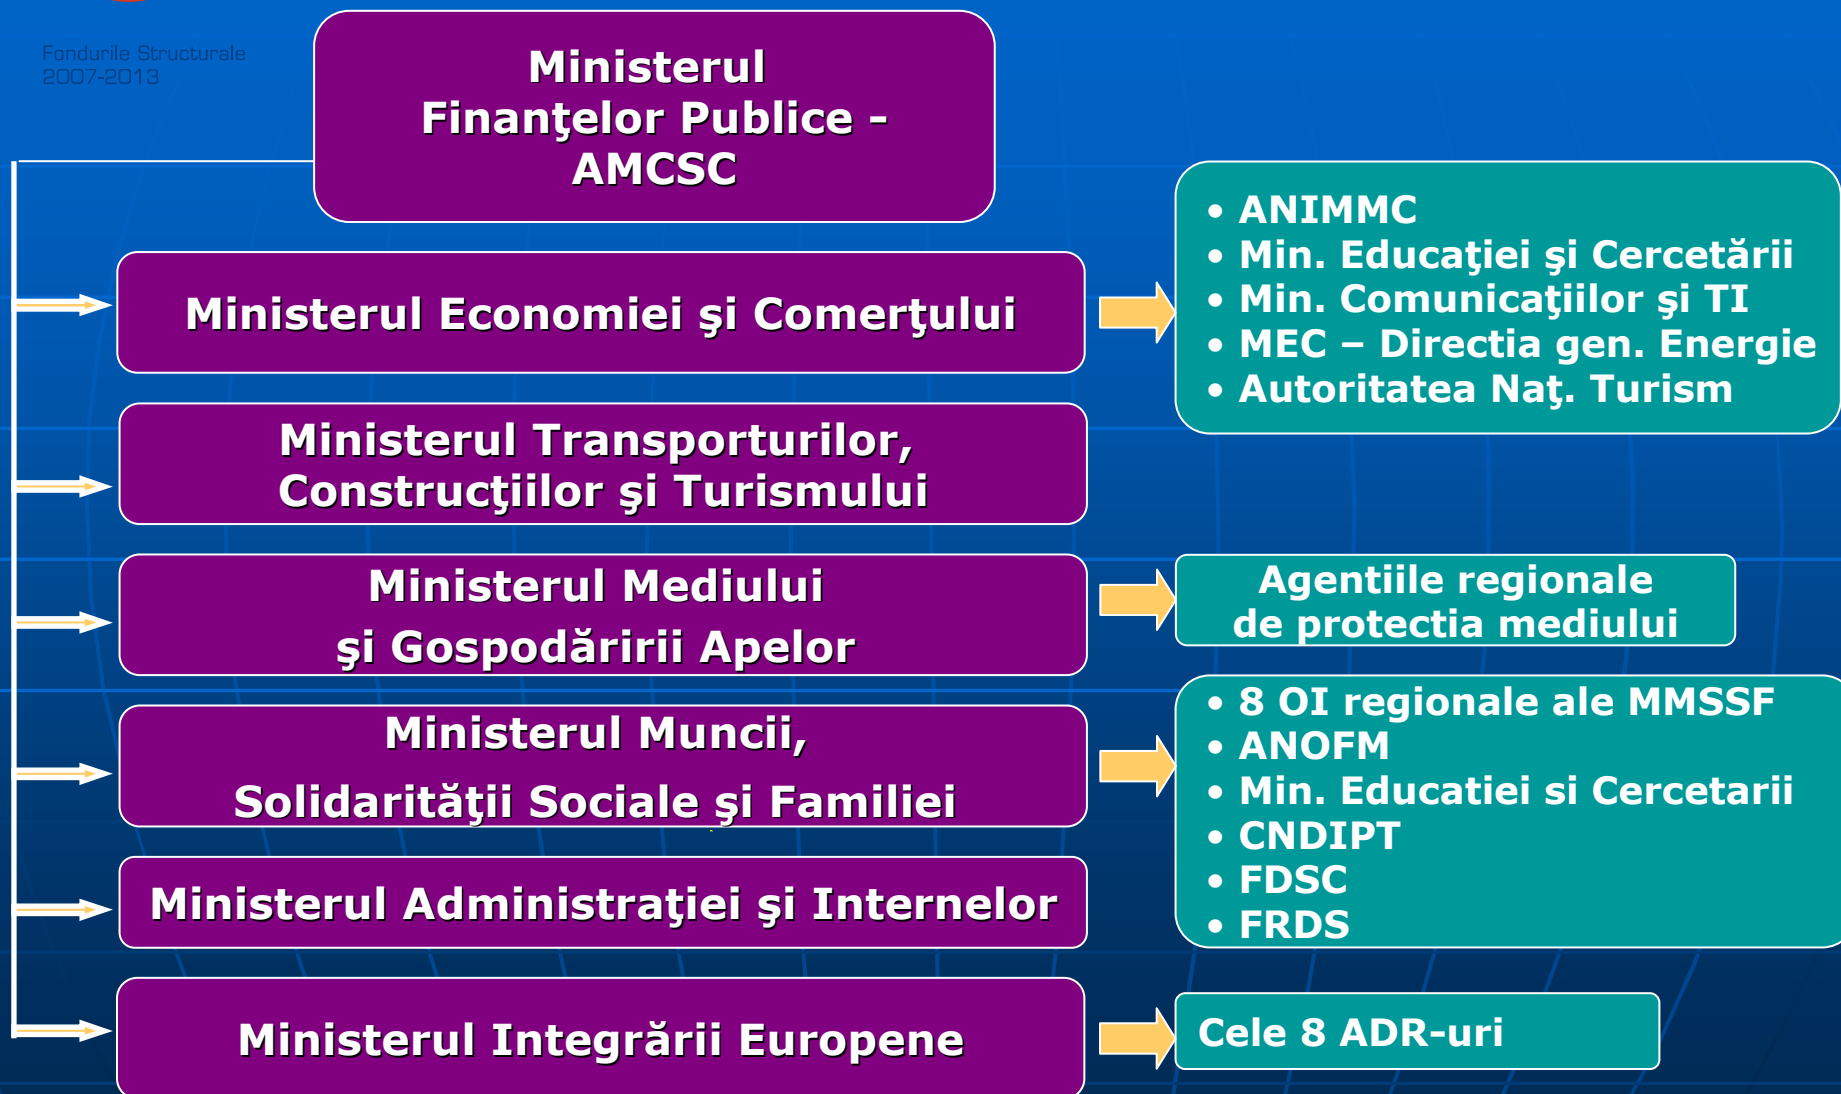 Fondurile Structurale
2007-2013
Ministerul
Finanţelor Publice -
AMCSC
Ministerul Economiei şi Comerţului
• ANIMMC
• Min. Educaţiei şi Cercetării
• Min. Comunicaţiilor şi TI
• MEC – Directia gen. Energie
• Autoritatea Naţ. Turism
Ministerul Transporturilor,
Construcţiilor şi Turismului
Ministerul Mediului
şi Gospodăririi Apelor
Agentiile regionale
de protectia mediului
Ministerul Muncii,
Solidarităţii Sociale şi Familiei
• 8 OI regionale ale MMSSF
• ANOFM
• Min. Educatiei si Cercetarii
• CNDIPT
• FDSC
• FRDS
Ministerul Administraţiei şi Internelor
Ministerul Integrării Europene
Cele 8 ADR-uri